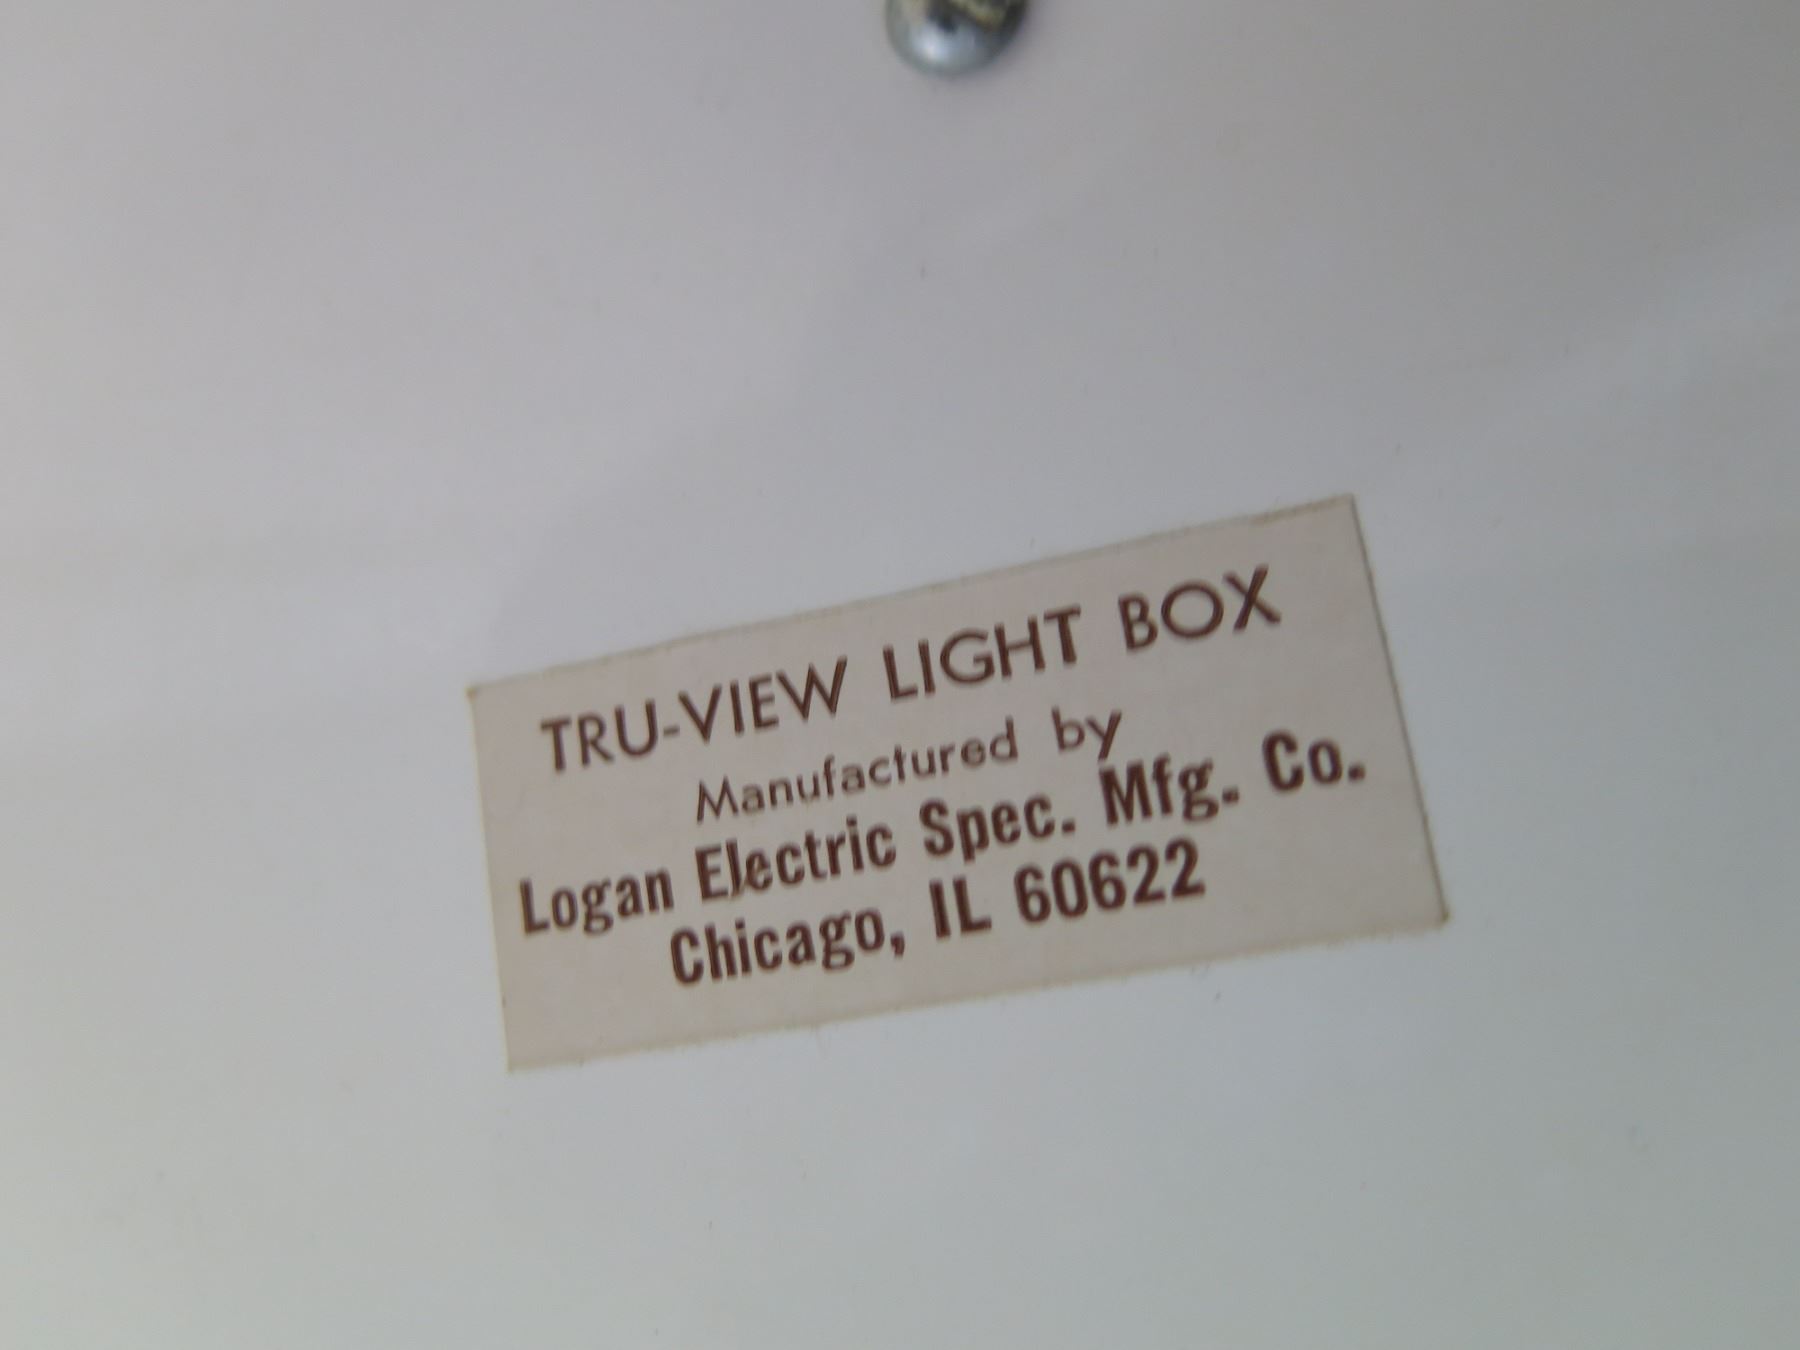 TRU-VIEW LIGHT BOX
Manufactured by
Logan Electric Spec. Mfg. Co.
Chicago, IL 60622